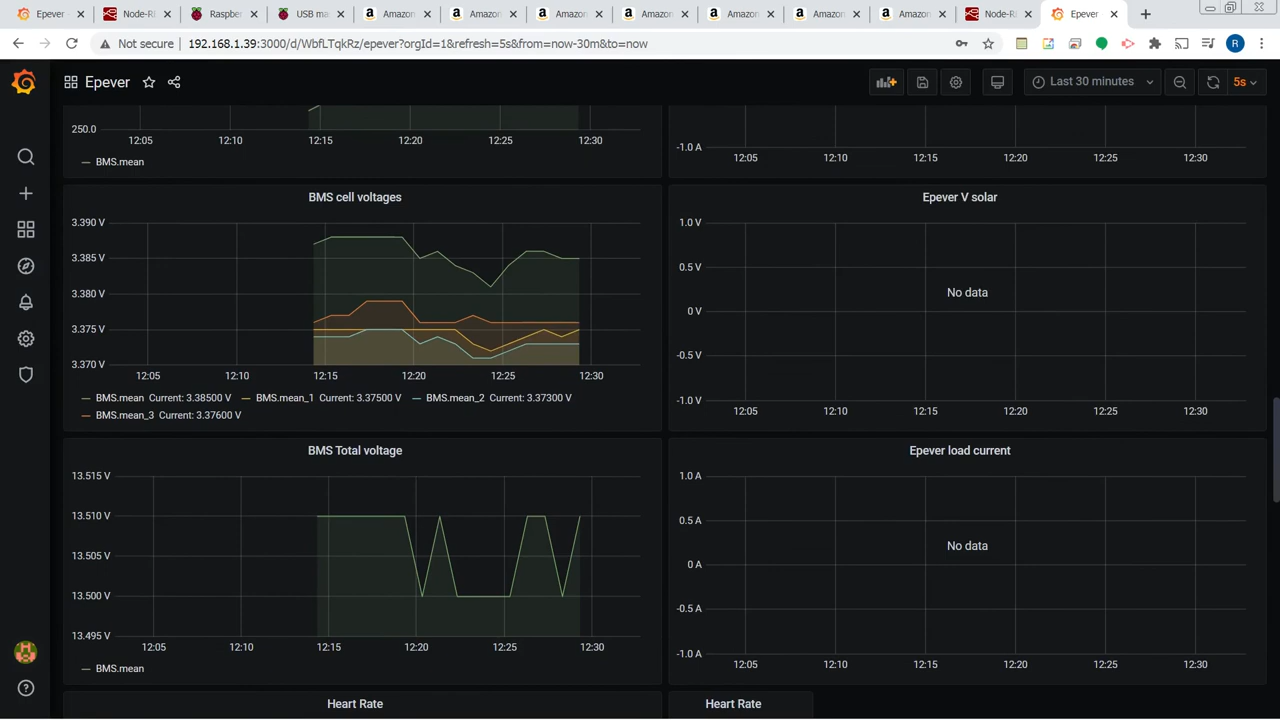 Epever
Node-R
Raspber
USB ma
Amazon
Amazon
Amazon
Amazon
Amazon
Amazon
Amazon
Node-R
Epever
Not secure
192.168.1.39:3000/d/WbfLTqkRz/epever?orgId=1&refresh=5s&from=now-30m&to=now
R
Epever
Last 30 minutes
5s
250.0
12:05 12:10 12:15 12:20 12:25 12:30
BMS.mean
-1.0 A
12:05 12:10 12:15 12:20 12:25 12:30
BMS cell voltages
3.390 V
3.385 V
3.380 V
3.375 V
3.370 V
12:05 12:10 12:15 12:20 12:25 12:30
BMS.mean Current: 3.38500 V BMS.mean_1 Current: 3.37500 V BMS.mean_2 Current: 3.37300 V
BMS.mean_3 Current: 3.37600 V
Epever V solar
1.0 V
0.5 V
No data
0 V
-0.5 V
-1.0 V
12:05 12:10 12:15 12:20 12:25 12:30
BMS Total voltage
13.515 V
13.510 V
13.505 V
13.500 V
13.495 V
12:05 12:10 12:15 12:20 12:25 12:30
BMS.mean
Epever load current
1.0 A
0.5 A
No data
0 A
-0.5 A
-1.0 A
12:05 12:10 12:15 12:20 12:25 12:30
Heart Rate
Heart Rate